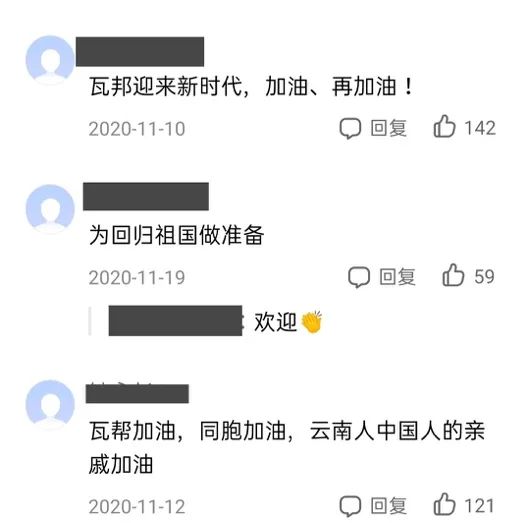 瓦邦迎来新时代，加油、再加油！
2020-11-10 回复 142
为回归祖国做准备
2020-11-19 回复 59
: 欢迎👏
瓦帮加油，同胞加油，云南人中国人的亲
戚加油
2020-11-12 回复 121